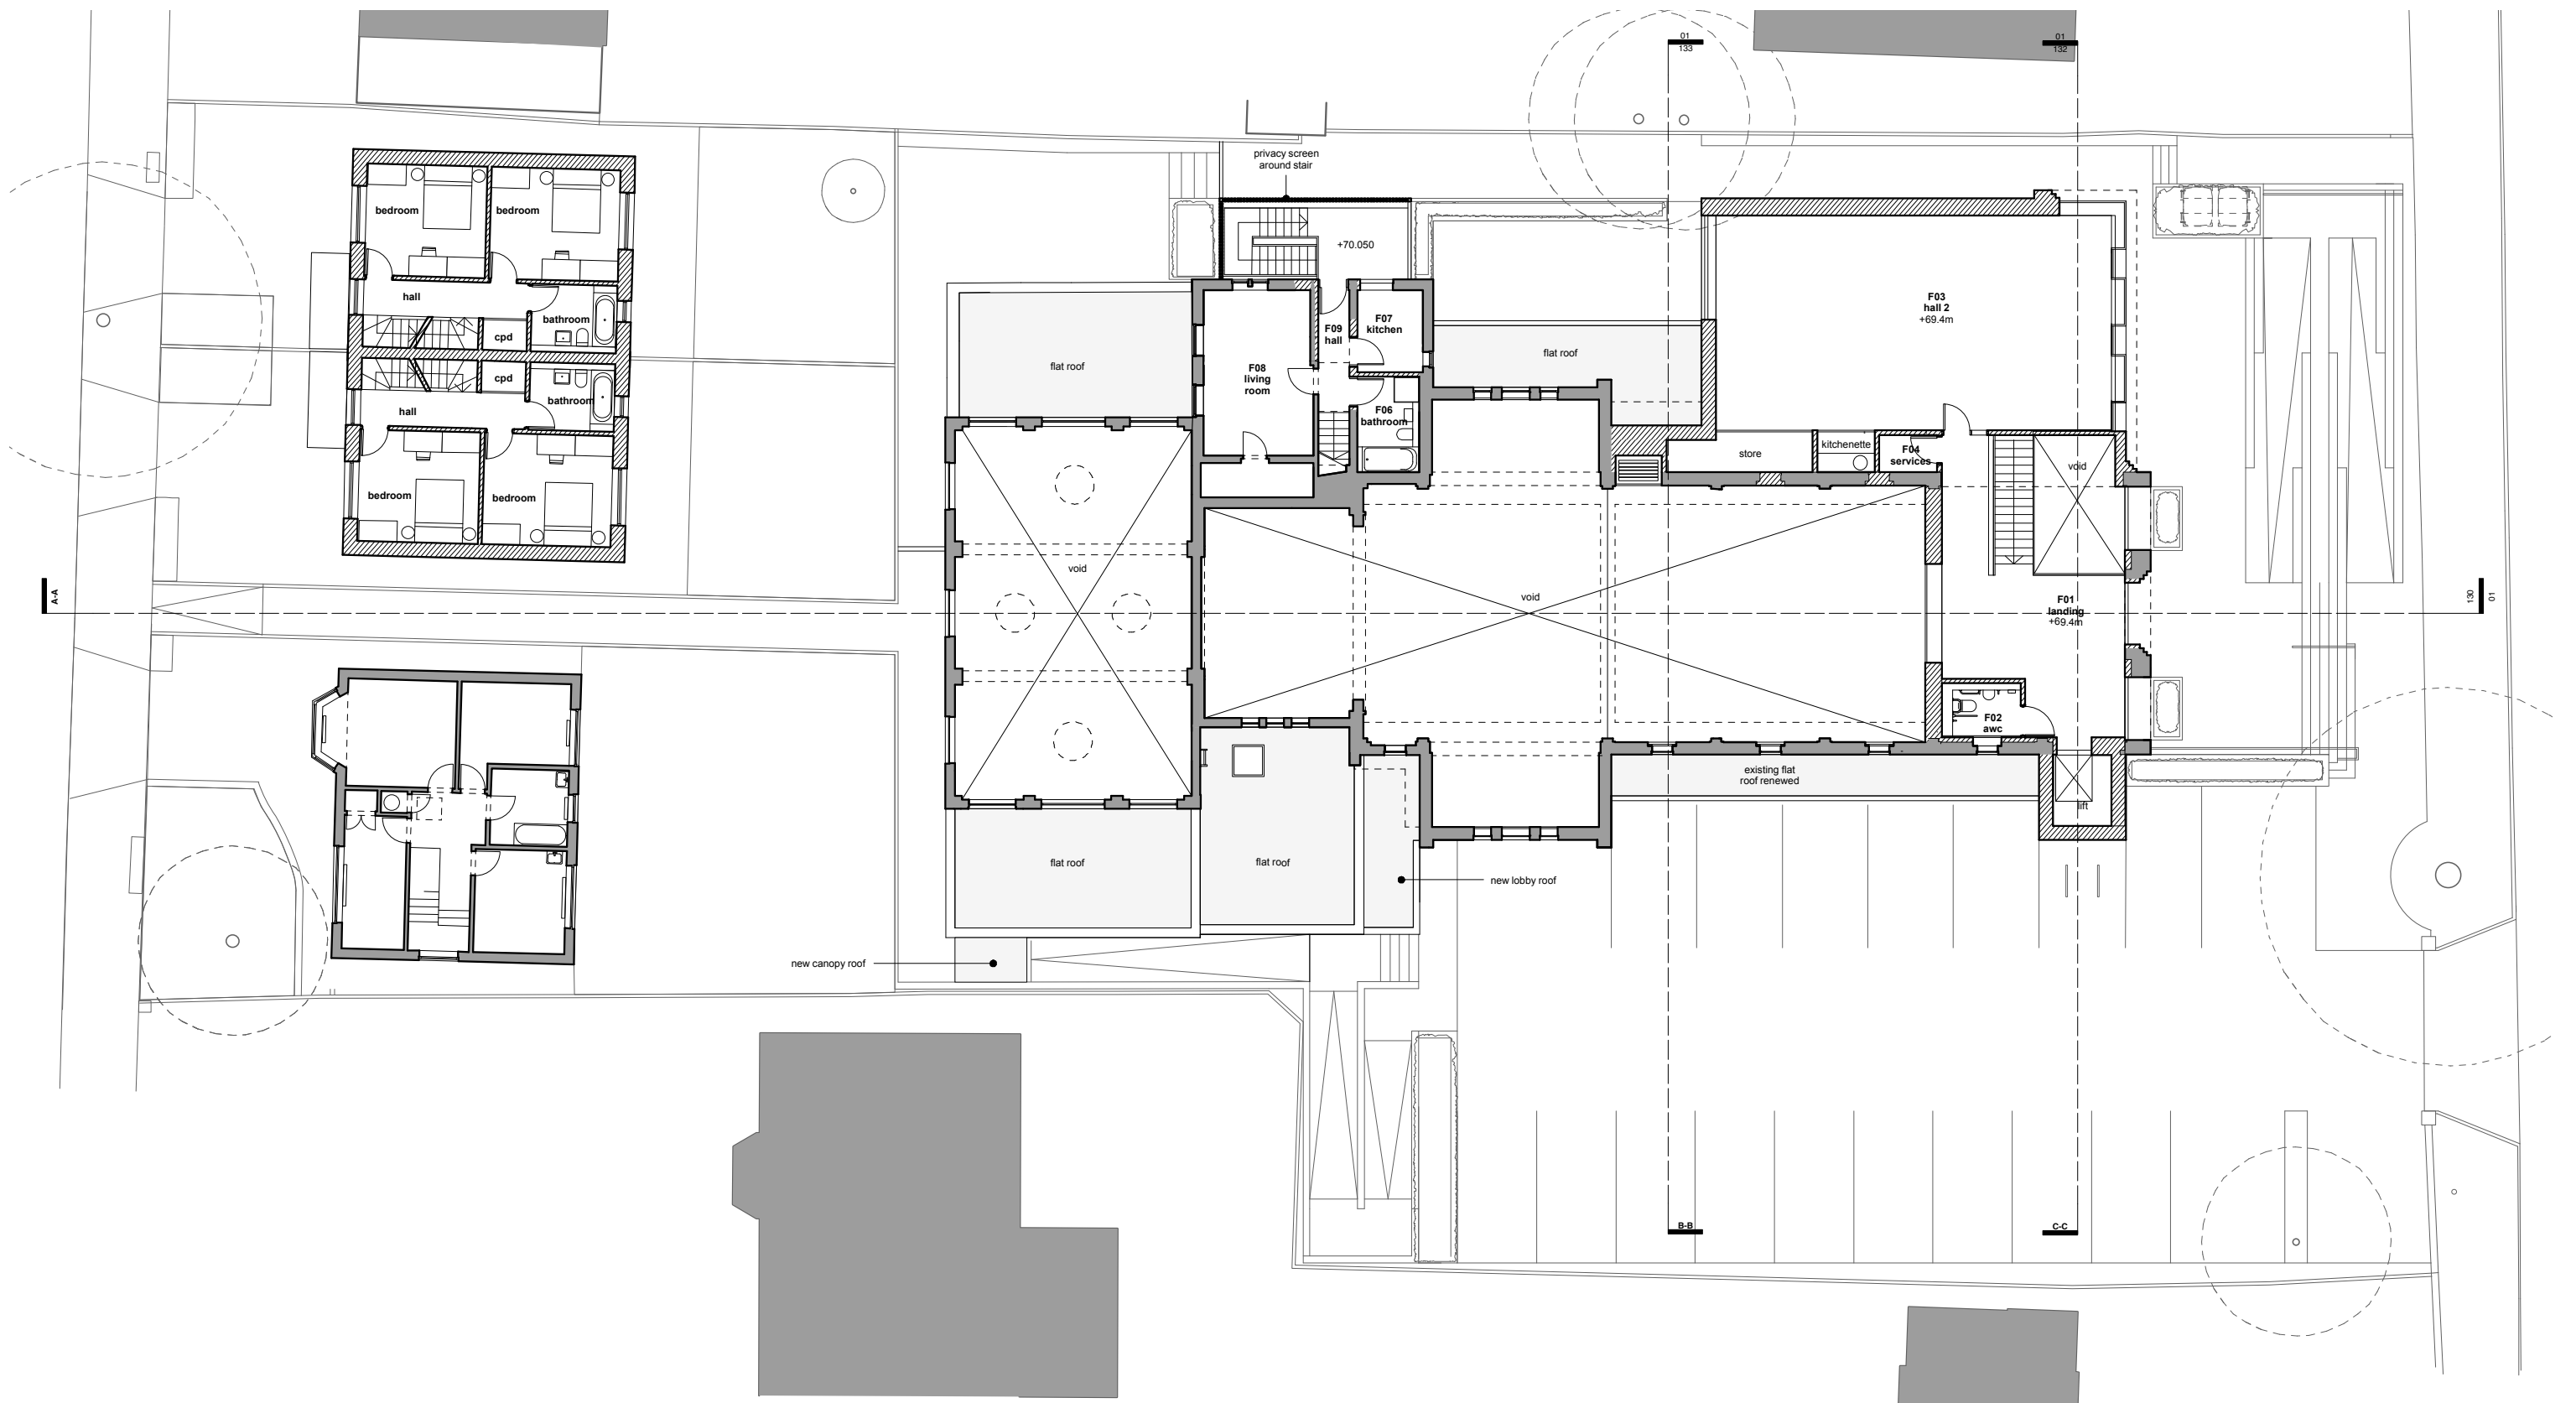 01
133
01
132
privacy screen
around stair
+70.050
bedroom
bedroom
hall
bathroom
cpd
cpd
bathroom
hall
bedroom
bedroom
flat roof
F08
living
room
F09
hall
F07
kitchen
F06
bathroom
flat roof
F03
hall 2
+69.4m
store
kitchenette
F04
services
void
void
void
A-A
F01
landing
+69.4m
130
01
F02
awc
existing flat
roof renewed
lift
flat roof
flat roof
new lobby roof
new canopy roof
B-B
C-C